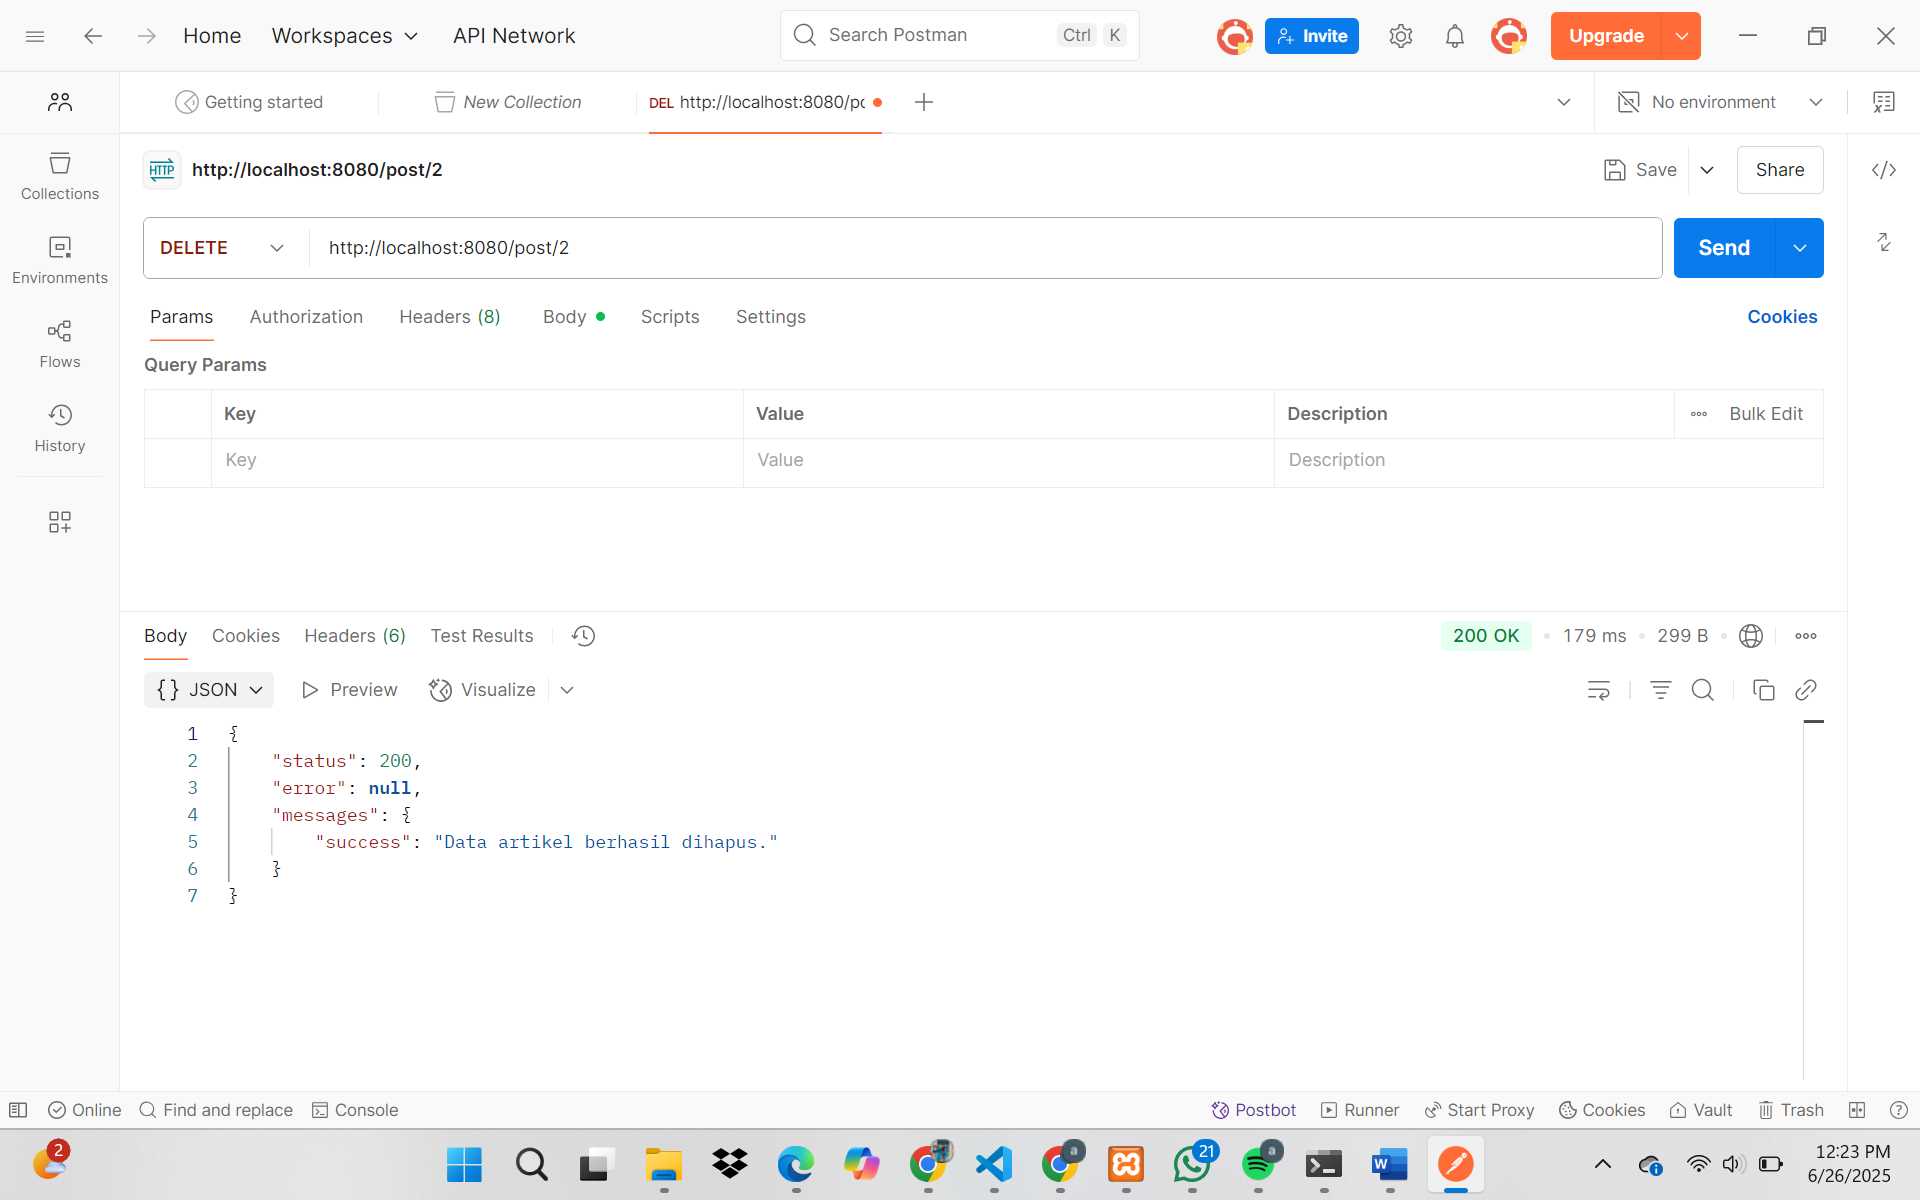 Home Workspaces API Network Search Postman Ctrl K Invite Upgrade
Getting started New Collection DEL http://localhost:8080/po No environment
HTTP http://localhost:8080/post/2 Save Share
Collections
DELETE http://localhost:8080/post/2 Send
Environments
Params Authorization Headers (8) Body Scripts Settings Cookies
Flows
Query Params
Key Value Description Bulk Edit
History
Key Value Description
Body Cookies Headers (6) Test Results 200 OK 179 ms 299 B
{} JSON Preview Visualize
1 {
2 "status": 200,
3 "error": null,
4 "messages": {
5 "success": "Data artikel berhasil dihapus."
6 }
7 }
Online Find and replace Console Postbot Runner Start Proxy Cookies Vault Trash
2 a 21 a 12:23 PM
6/26/2025